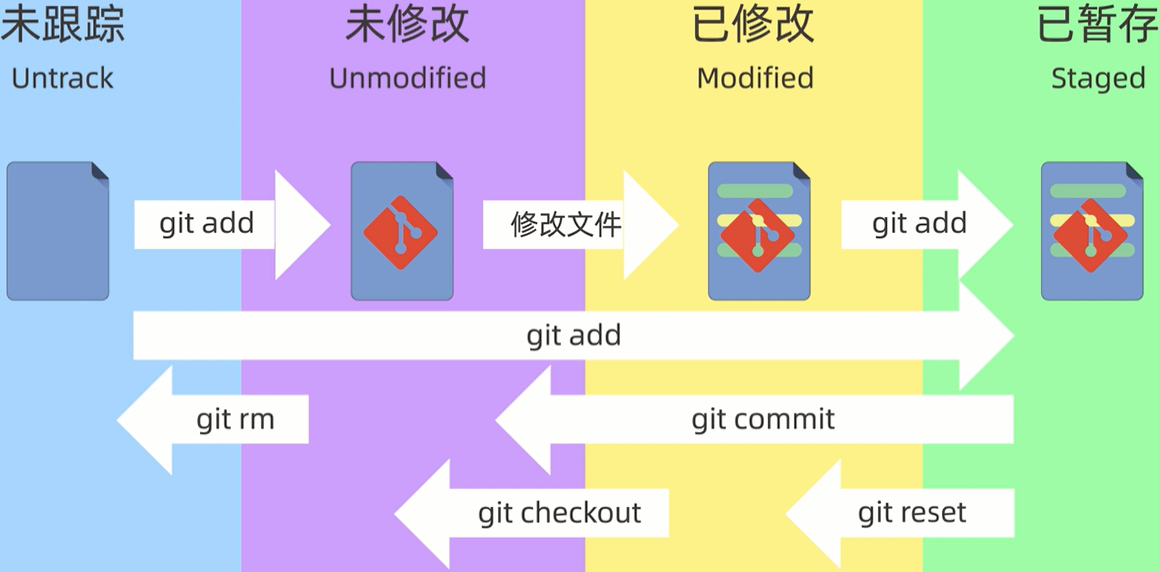 未跟踪
未修改
已修改
已暂存
Untrack
Unmodified
Modified
Staged
git add
修改文件
git add
git add
git rm
git commit
git checkout
git reset